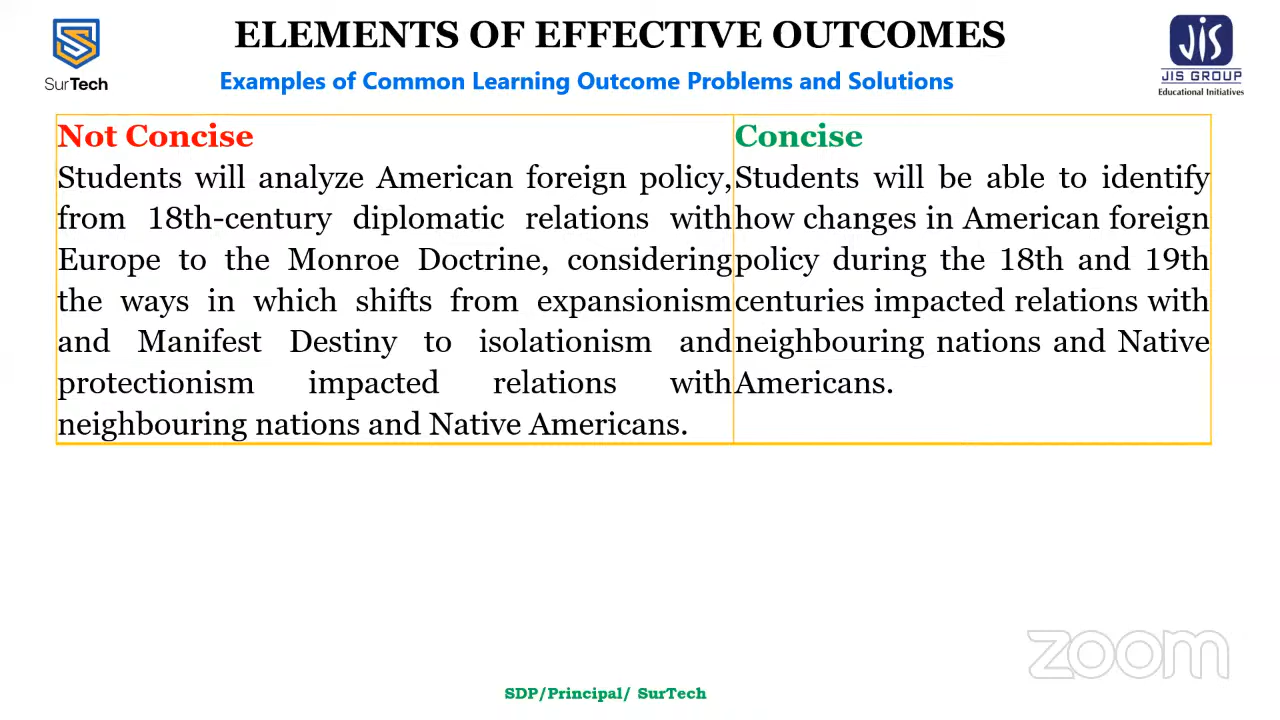 ELEMENTS OF EFFECTIVE OUTCOMES
Examples of Common Learning Outcome Problems and Solutions
SurTech
JIS
JIS GROUP
Educational Initiatives
Not Concise
Students will analyze American foreign policy,
from 18th-century diplomatic relations with
Europe to the Monroe Doctrine, considering
the ways in which shifts from expansionism
and Manifest Destiny to isolationism and
protectionism impacted relations with
neighbouring nations and Native Americans.
Concise
Students will be able to identify
how changes in American foreign
policy during the 18th and 19th
centuries impacted relations with
neighbouring nations and Native
Americans.
zoom
SDP/Principal/ SurTech